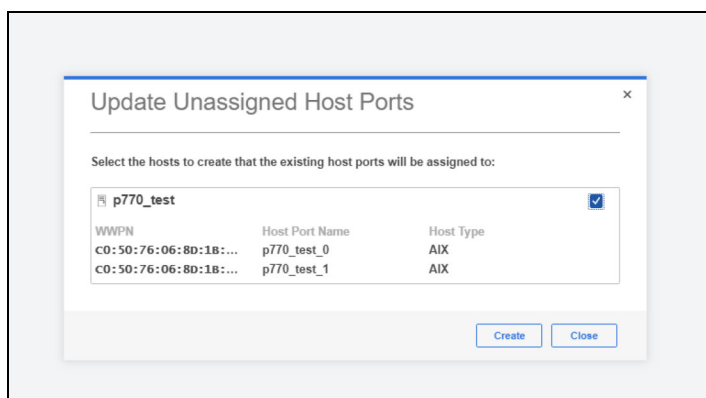 Update Unassigned Host Ports
×
Select the hosts to create that the existing host ports will be assigned to:
p770_test
WWPN Host Port Name Host Type
C0:50:76:06:8D:1B:... p770_test_0 AIX
C0:50:76:06:8D:1B:... p770_test_1 AIX
Create Close